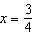 x = 3/4